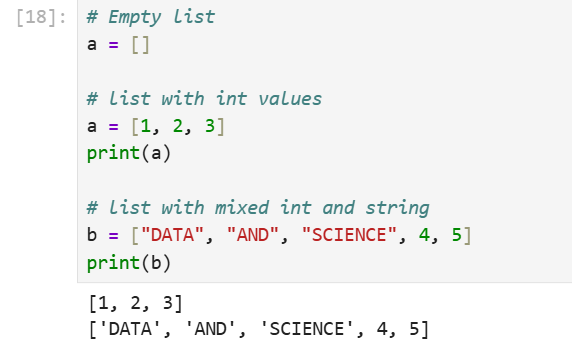 [18]: # Empty list
a = []
# list with int values
a = [1, 2, 3]
print(a)
# list with mixed int and string
b = ["DATA", "AND", "SCIENCE", 4, 5]
print(b)
[1, 2, 3]
['DATA', 'AND', 'SCIENCE', 4, 5]